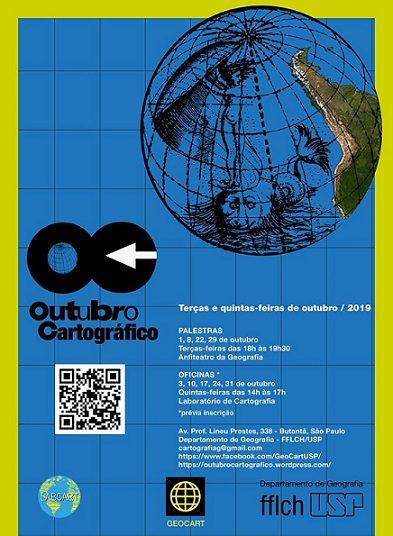 Outubro
Cartográfico
Terças e quintas-feiras de outubro / 2019
PALESTRAS
1, 8, 22, 29 de outubro
Terças-feiras das 18h às 19h30
Anfiteatro da Geografia
OFICINAS *
3, 10, 17, 24, 31 de outubro
Quintas-feiras das 14h às 17h
Laboratório de Cartografia
*prévia inscrição
Av. Prof. Lineu Prestes, 338 - Butantã, São Paulo
Departamento de Geografia - FFLCH/USP
cartografiag@gmail.com
https://www.facebook.com/GeoCartUSP/
https://outubrocartografico.wordpress.com/
LABCART
GEOCART
Departamento de Geografia
fflch USP